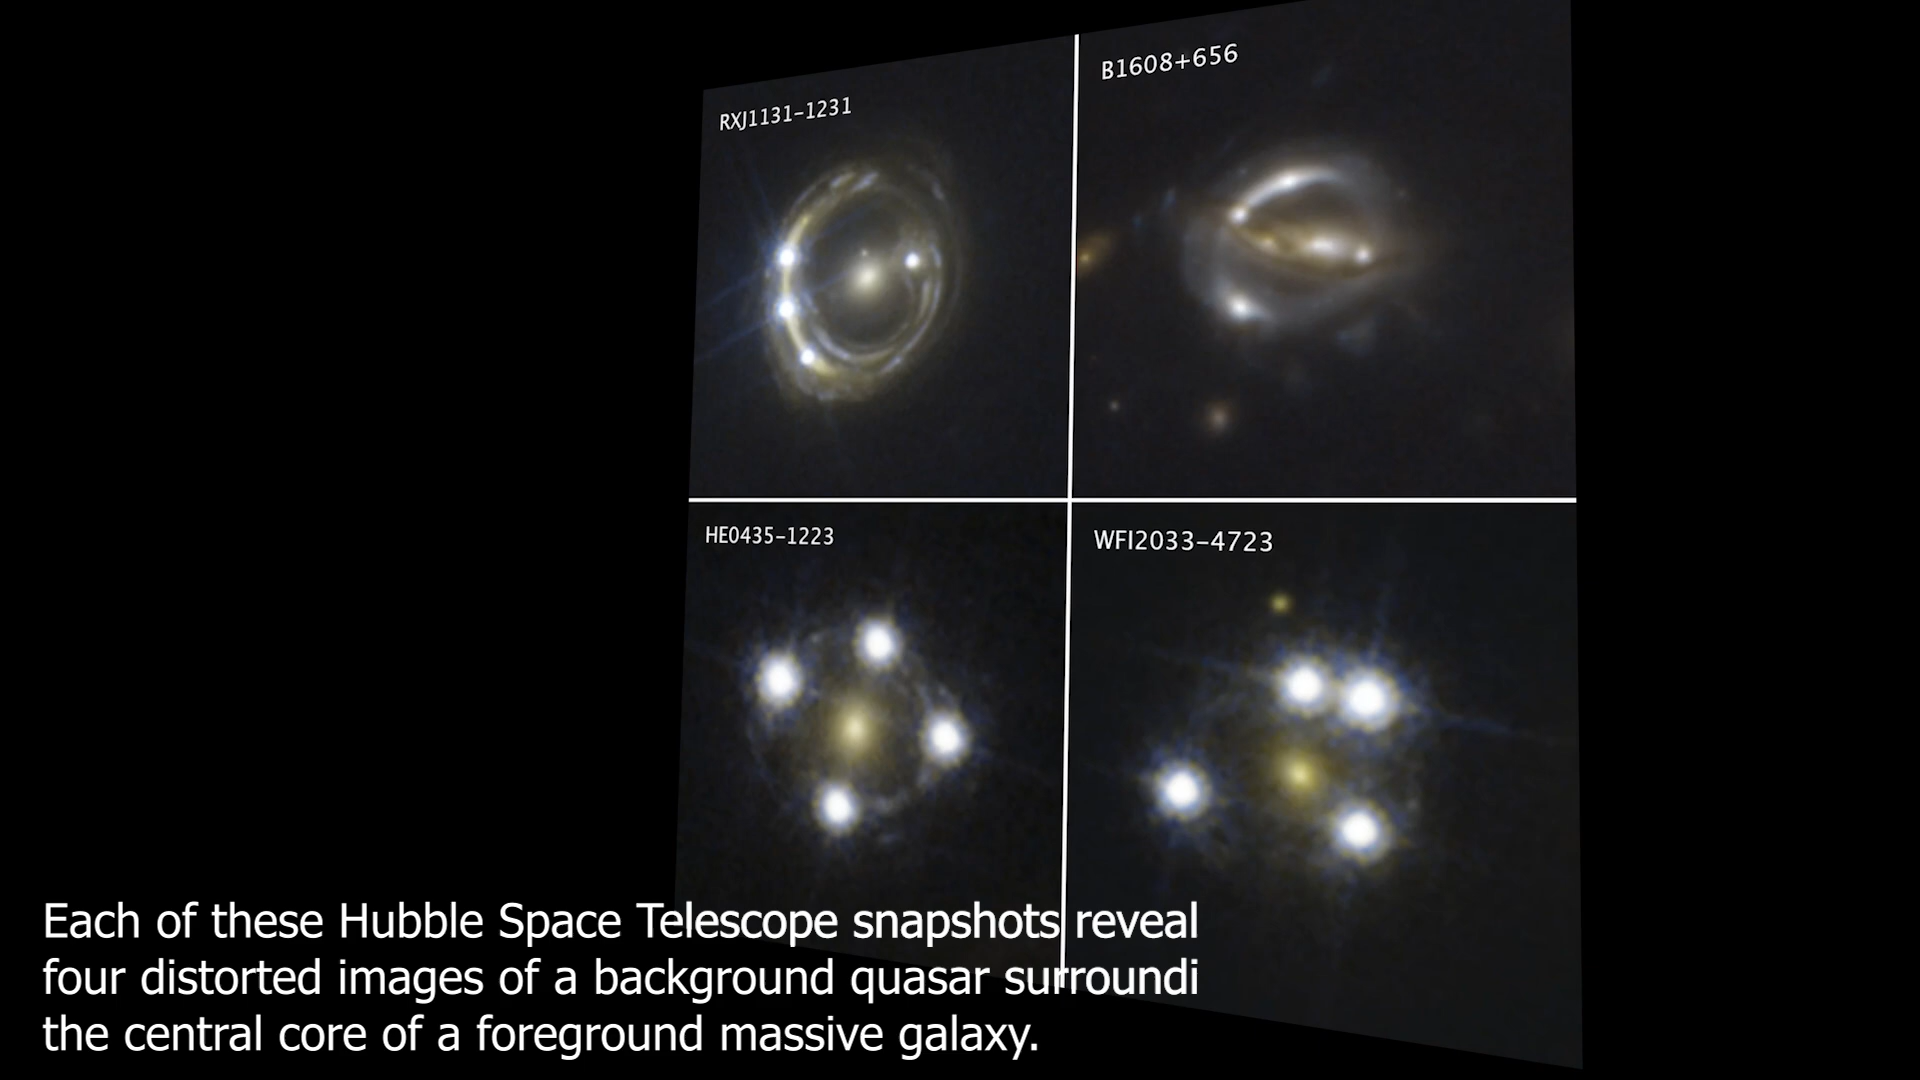 RXJ1131-1231
B1608+656
HE0435-1223
WFI2033-4723
Each of these Hubble Space Telescope snapshots reveal
four distorted images of a background quasar surroundi
the central core of a foreground massive galaxy.